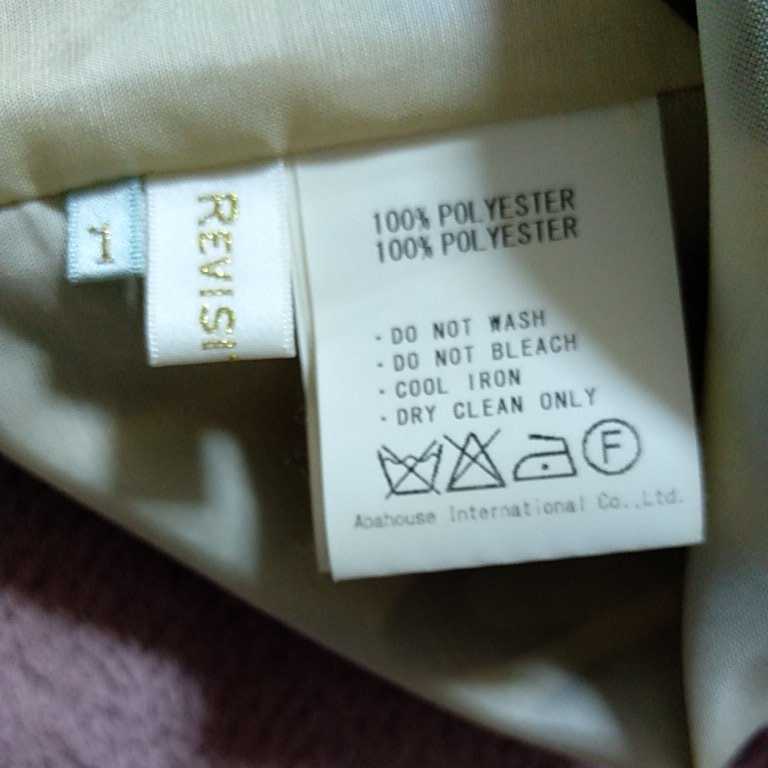 1
REVISI
100% POLYESTER
100% POLYESTER
· DO NOT WASH
· DO NOT BLEACH
· COOL IRON
· DRY CLEAN ONLY
F
Abahouse International Co.,Ltd.